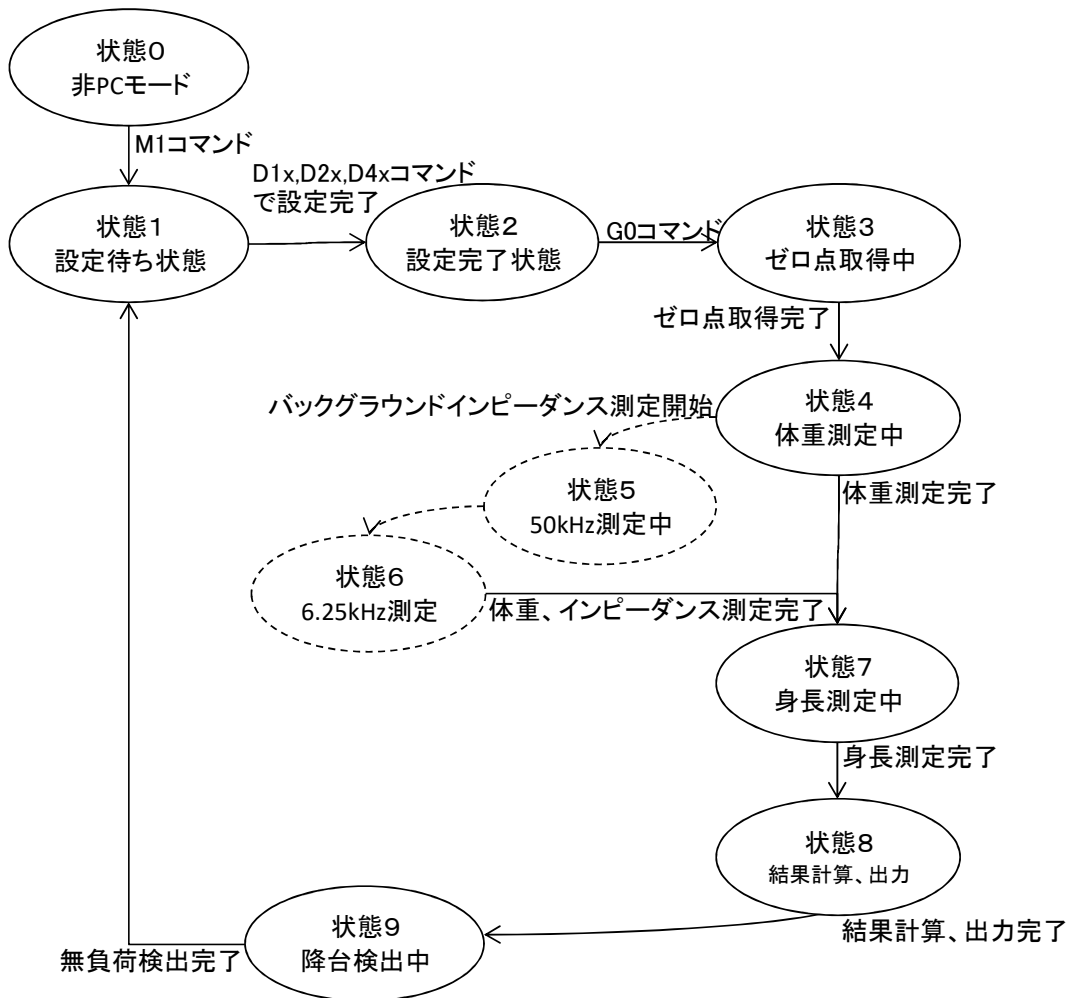 状態０
非PCモード
M1コマンド
D1x,D2x,D4xコマンド
で設定完了
状態１
設定待ち状態
状態２
設定完了状態
G0コマンド
状態３
ゼロ点取得中
ゼロ点取得完了
バックグラウンドインピーダンス測定開始
状態４
体重測定中
状態５
50kHz測定中
体重測定完了
状態６
6.25kHz測定
体重、インピーダンス測定完了
状態７
身長測定中
身長測定完了
状態８
結果計算、出力
結果計算、出力完了
状態９
降台検出中
無負荷検出完了